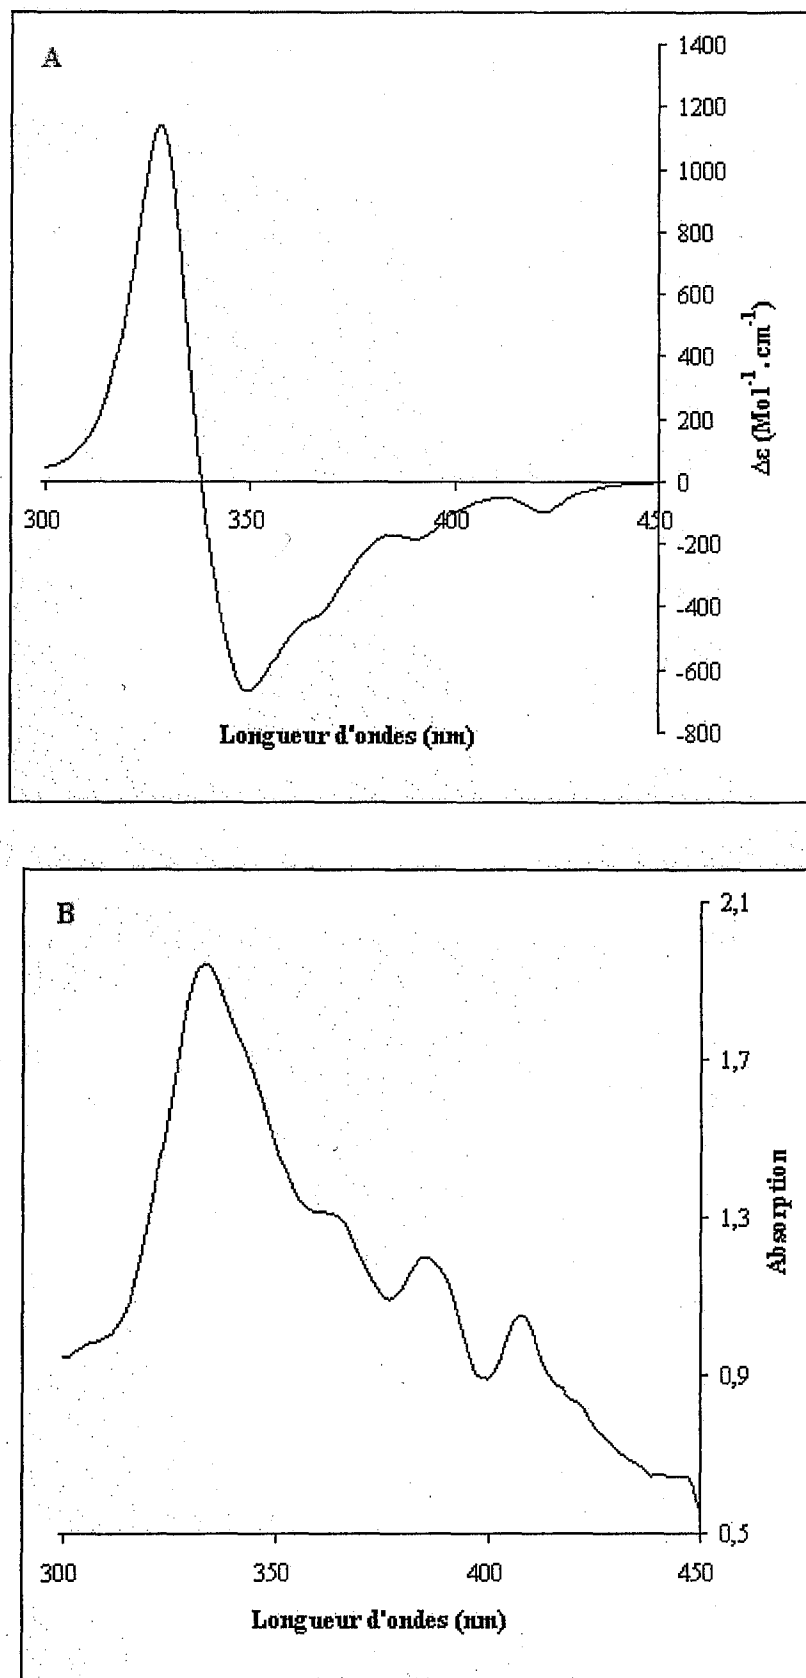 A
1400
1200
1000
800
600
400
200
0
-200
-400
-600
-800
Δε (Mol⁻¹.cm⁻¹)
300 350 400 450
Longueur d'ondes (nm)
B
2,1
1,7
1,3
0,9
0,5
Absorption
300 350 400 450
Longueur d'ondes (nm)